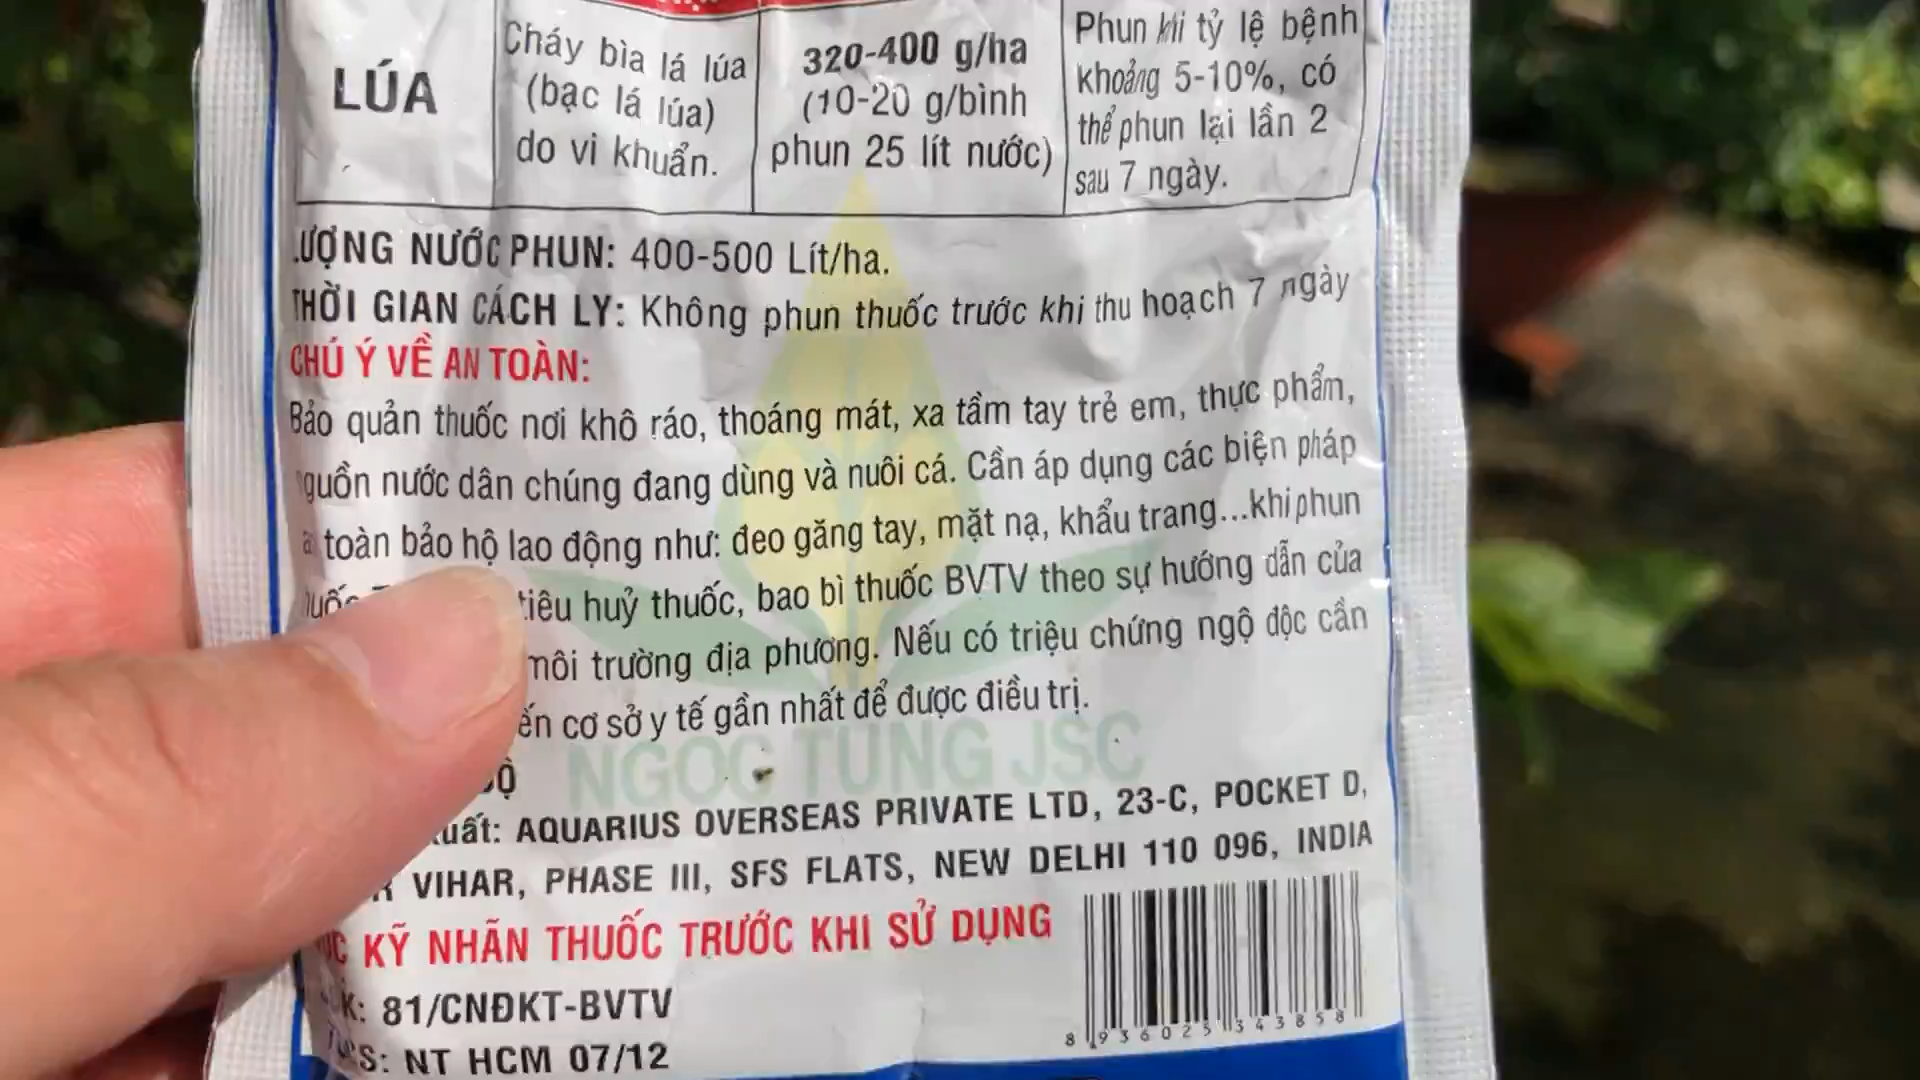 LÚA
Cháy bìa lá lúa
(bạc lá lúa)
do vi khuẩn.
320-400 g/ha
(10-20 g/bình
phun 25 lít nước)
Phun khi tỷ lệ bệnh
khoảng 5-10%, có
thể phun lại lần 2
sau 7 ngày.
LƯỢNG NƯỚC PHUN: 400-500 Lít/ha.
THỜI GIAN CÁCH LY: Không phun thuốc trước khi thu hoạch 7 ngày
CHÚ Ý VỀ AN TOÀN:
Bảo quản thuốc nơi khô ráo, thoáng mát, xa tầm tay trẻ em, thực phẩm,
nguồn nước dân chúng đang dùng và nuôi cá. Cần áp dụng các biện pháp
toàn bảo hộ lao động như: đeo găng tay, mặt nạ, khẩu trang...khi phun
tiêu huỷ thuốc, bao bì thuốc BVTV theo sự hướng dẫn của
môi trường địa phương. Nếu có triệu chứng ngộ độc cần
cơ sở y tế gần nhất để được điều trị.
NGOC TUNG JSC
AQUARIUS OVERSEAS PRIVATE LTD, 23-C, POCKET D,
VIHAR, PHASE III, SFS FLATS, NEW DELHI 110 096, INDIA
KỸ NHÃN THUỐC TRƯỚC KHI SỬ DỤNG
81/CNĐKT-BVTV
NT HCM 07/12
8 936025 343858